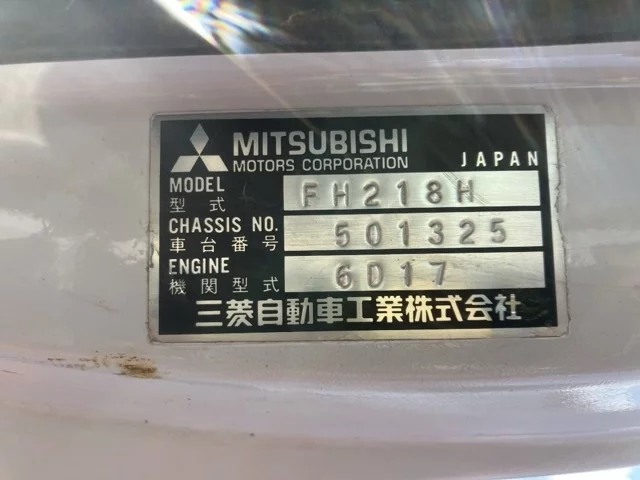 MITSUBISHI
MOTORS CORPORATION JAPAN
MODEL FH218H
型式
CHASSIS NO. 501325
車台番号
ENGINE 6D17
機関型式
三菱自動車工業株式会社